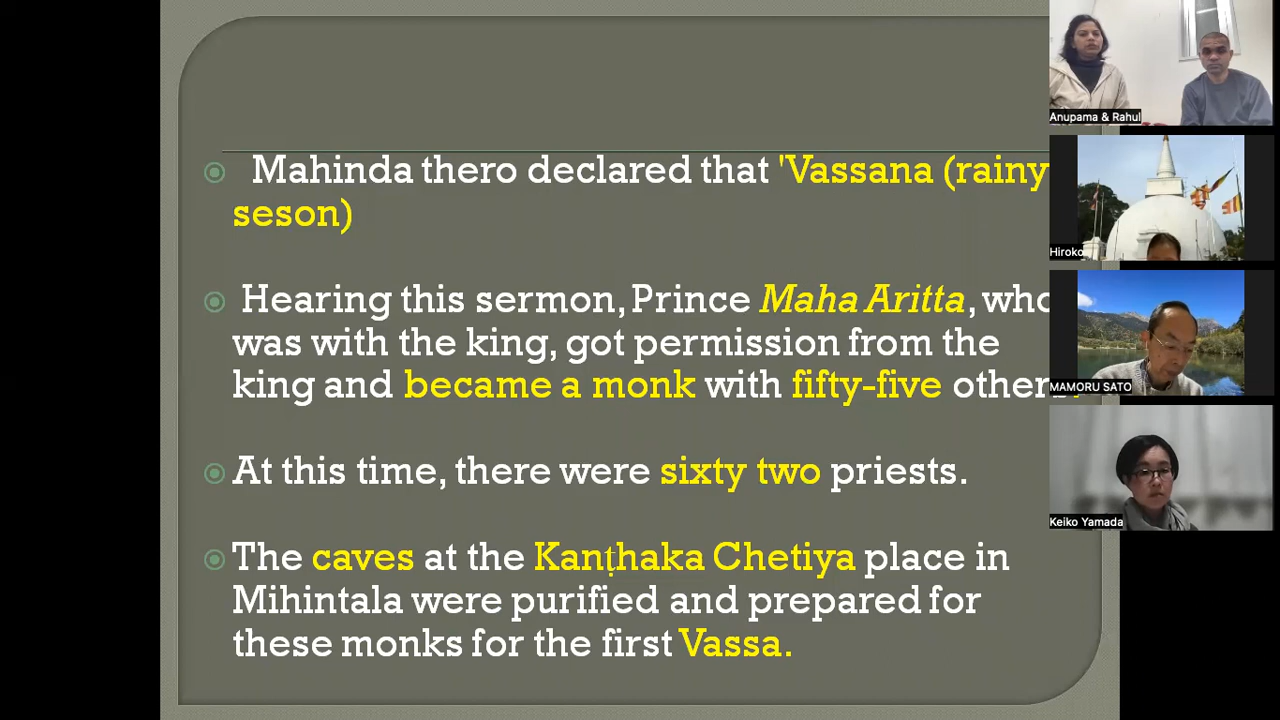 Mahinda thero declared that 'Vassana (rainy
seson)
Hearing this sermon, Prince Maha Aritta, who
was with the king, got permission from the
king and became a monk with fifty-five others.
At this time, there were sixty two priests.
The caves at the Kanṭhaka Chetiya place in
Mihintala were purified and prepared for
these monks for the first Vassa.
Anupama & Rahul
Hiroko
MAMORU SATO
Keiko Yamada